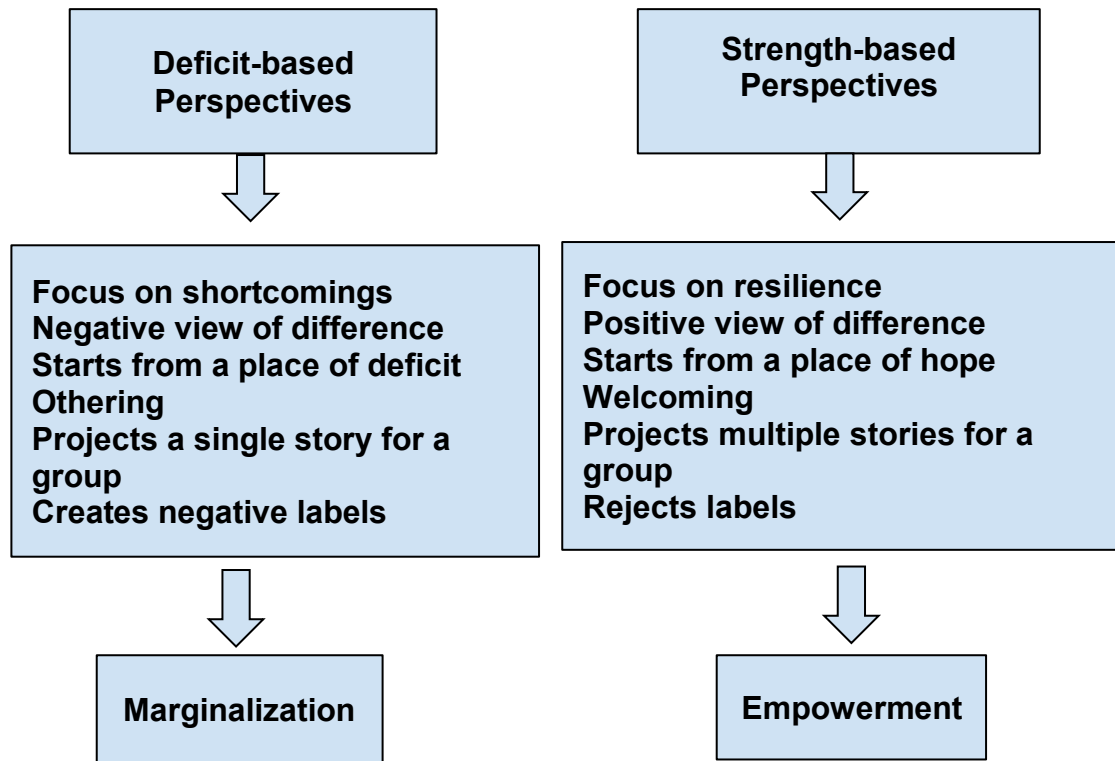 Deficit-based
Perspectives
Focus on shortcomings
Negative view of difference
Starts from a place of deficit
Othering
Projects a single story for a
group
Creates negative labels
Marginalization
Strength-based
Perspectives
Focus on resilience
Positive view of difference
Starts from a place of hope
Welcoming
Projects multiple stories for a
group
Rejects labels
Empowerment